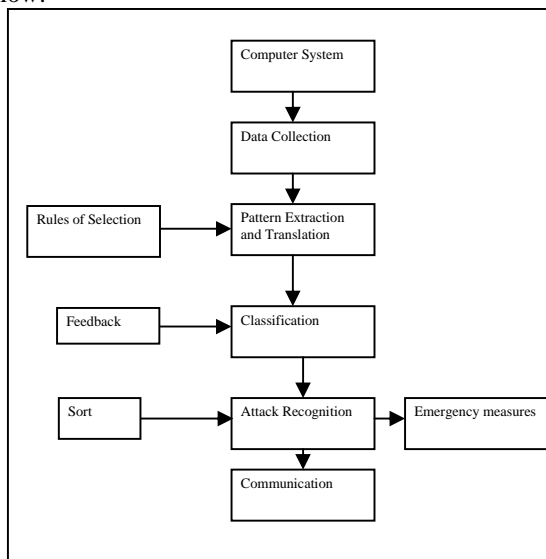 Computer System
Data Collection
Rules of Selection
Pattern Extraction
and Translation
Feedback
Classification
Sort
Attack Recognition
Emergency measures
Communication